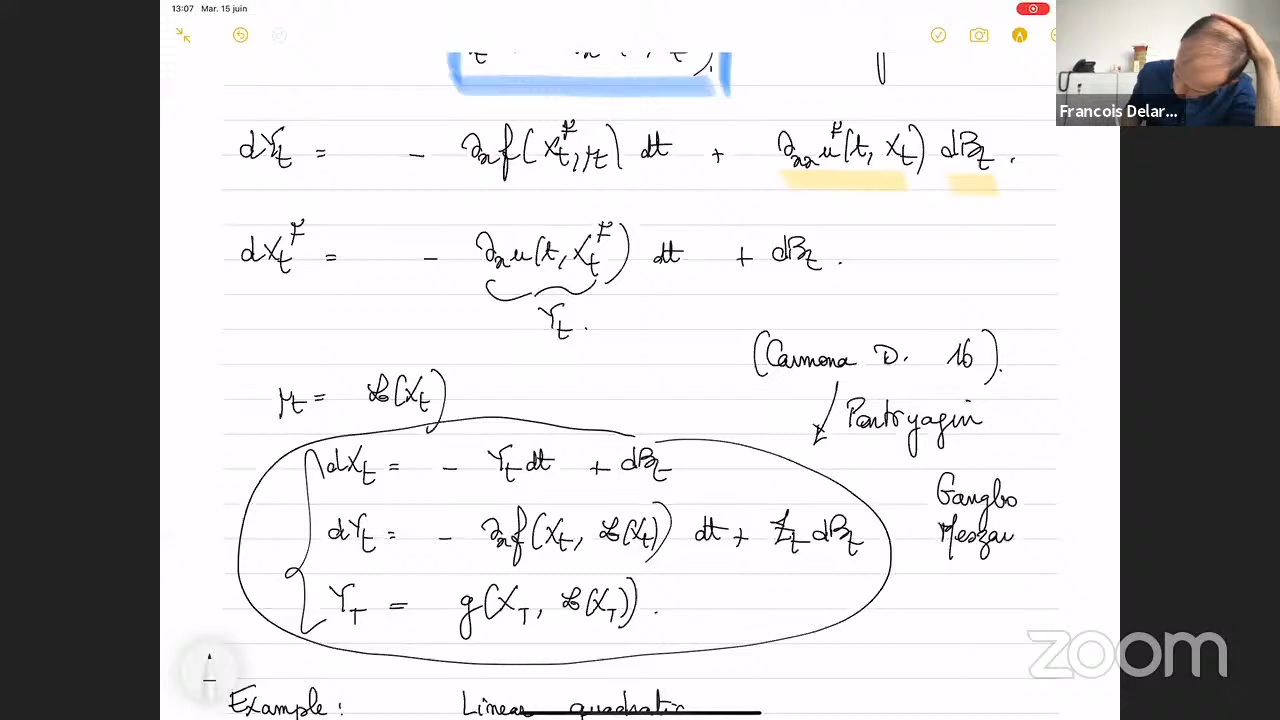 13:07 Mar. 15 juin
dY_t = - ∂_x f(X_t^F, μ_t) dt + ∂_xx u^F(t, X_t) dB_t.
Francois Delar...
dX_t^F = - ∂_x u(t, X_t^F) dt + dB_t.
Y_t.
(Carmona D. 16).
μ_t = ℒ(X_t)
Pontryagin
dX_t = - Y_t dt + dB_t
Gangbo
dY_t = - ∂_x f(X_t, ℒ(X_t)) dt + Z_t dB_t
Meszar
Y_T = g(X_T, ℒ(X_T)).
zoom
Example: Linear quadratic